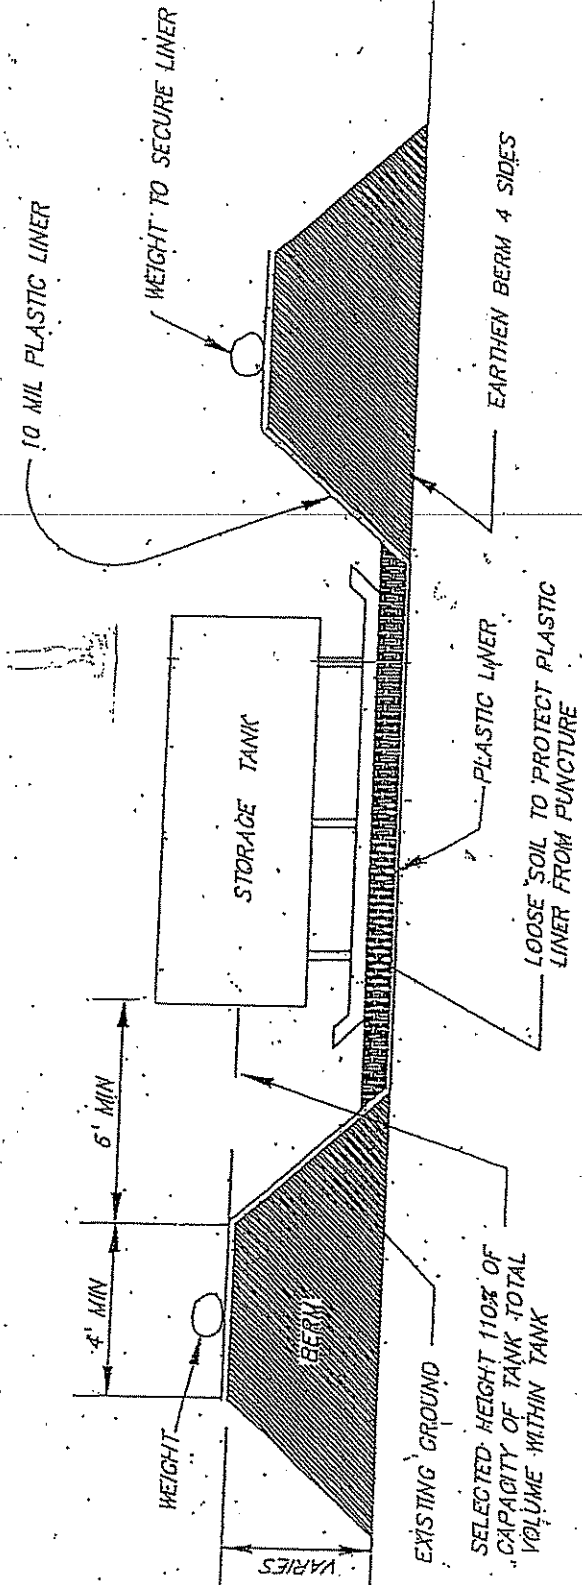 10 MIL PLASTIC LINER
WEIGHT TO SECURE LINER
6' MIN
4' MIN
WEIGHT
STORAGE TANK
BERM
VARIES
EXISTING GROUND
SELECTED HEIGHT 110% OF
CAPACITY OF TANK TOTAL
VOLUME WITHIN TANK
LOOSE SOIL TO PROTECT PLASTIC
LINER FROM PUNCTURE
PLASTIC LINER
EARTHEN BERM 4 SIDES